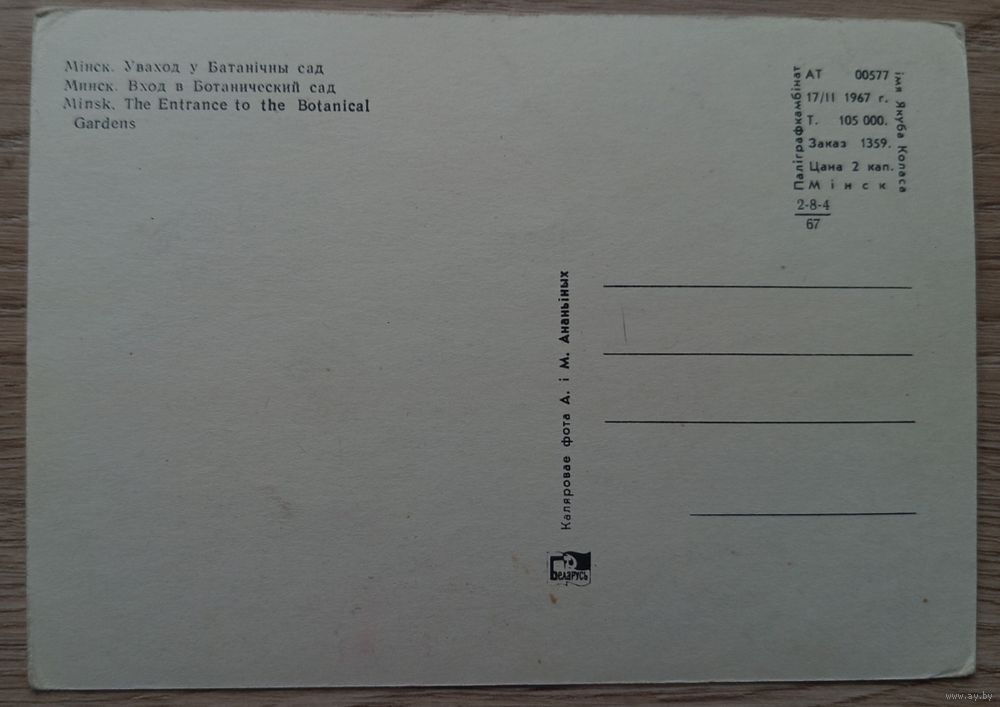 Мінск. Уваход у Батанічны сад
Минск. Вход в Ботанический сад
Minsk. The Entrance to the Botanical
Gardens
Паліграфкамбінат
АТ 00577
17/II 1967 г.
Т. 105 000.
Заказ 1359.
Цана 2 кап.
Мінск
імя Якуба Коласа
2-8-4
67
Каляровае фота А. і М. Ананьіных
Беларусь
www.ay.by